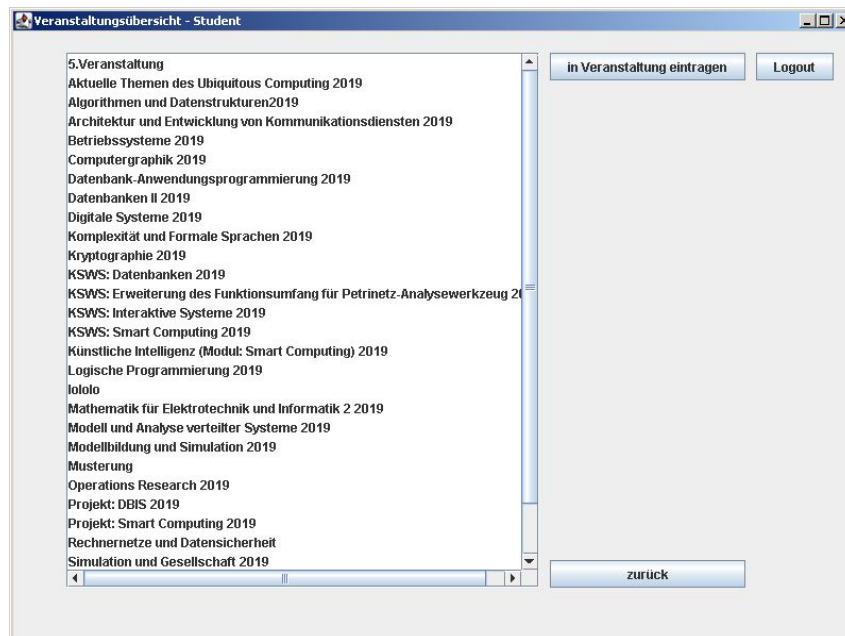 Veranstaltungsübersicht - Student
5.Veranstaltung
Aktuelle Themen des Ubiquitous Computing 2019
Algorithmen und Datenstrukturen2019
Architektur und Entwicklung von Kommunikationsdiensten 2019
Betriebssysteme 2019
Computergraphik 2019
Datenbank-Anwendungsprogrammierung 2019
Datenbanken II 2019
Digitale Systeme 2019
Komplexität und Formale Sprachen 2019
Kryptographie 2019
KSWS: Datenbanken 2019
KSWS: Erweiterung des Funktionsumfang für Petrinetz-Analysewerkzeug
KSWS: Interaktive Systeme 2019
KSWS: Smart Computing 2019
Künstliche Intelligenz (Modul: Smart Computing) 2019
Logische Programmierung 2019
lololo
Mathematik für Elektrotechnik und Informatik 2 2019
Modell und Analyse verteilter Systeme 2019
Modellbildung und Simulation 2019
Musterung
Operations Research 2019
Projekt: DBIS 2019
Projekt: Smart Computing 2019
Rechnernetze und Datensicherheit
Simulation und Gesellschaft 2019
in Veranstaltung eintragen
Logout
zurück